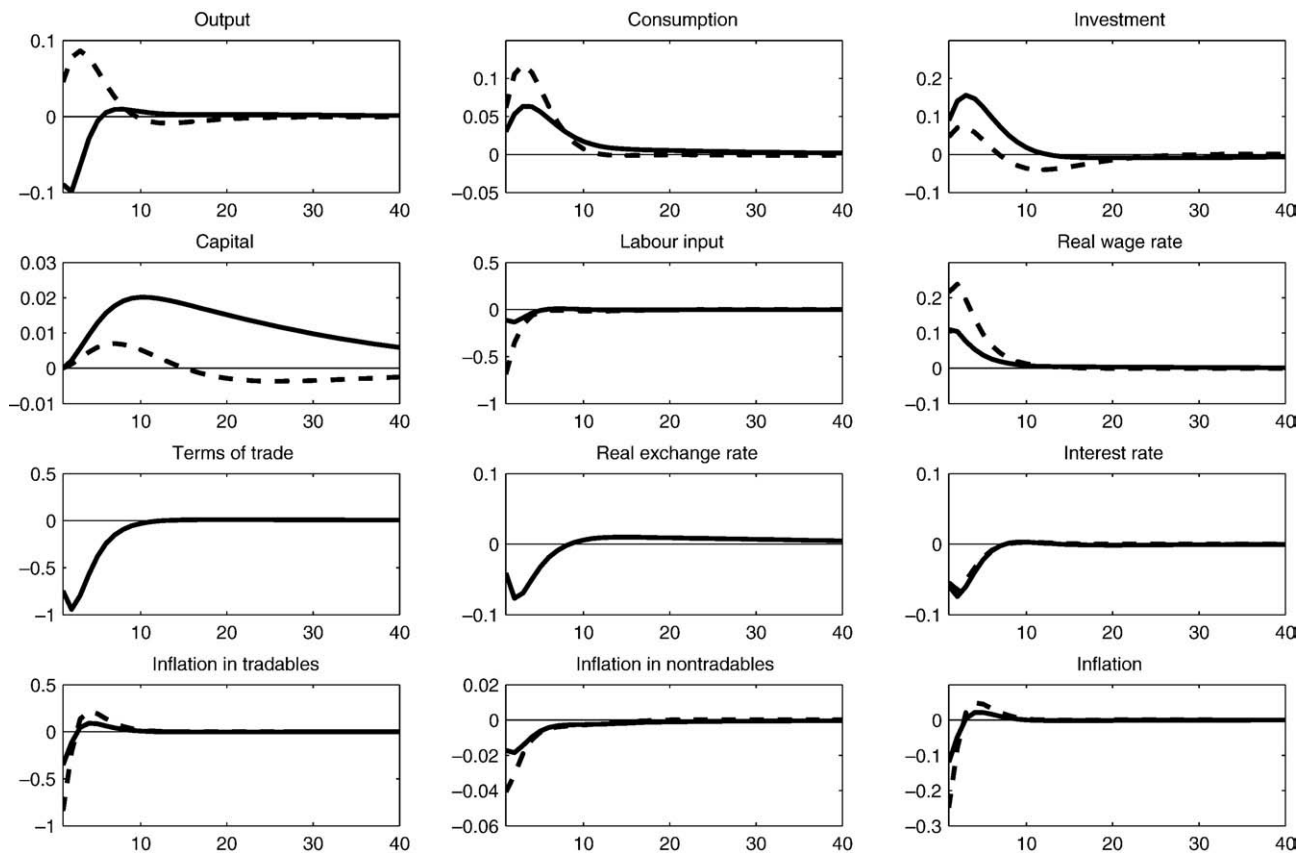 Output
Consumption
Investment
0.1
0
−0.1
10 20 30 40
0.1
0.05
0
−0.05
10 20 30 40
0.2
0.1
0
−0.1
10 20 30 40
Capital
Labour input
Real wage rate
0.03
0.02
0.01
0
−0.01
10 20 30 40
0.5
0
−0.5
−1
10 20 30 40
0.2
0.1
0
−0.1
10 20 30 40
Terms of trade
Real exchange rate
Interest rate
0.5
0
−0.5
−1
10 20 30 40
0.1
0
−0.1
10 20 30 40
0.1
0
−0.1
10 20 30 40
Inflation in tradables
Inflation in nontradables
Inflation
0.5
0
−0.5
−1
10 20 30 40
0.02
0
−0.02
−0.04
−0.06
10 20 30 40
0.1
0
−0.1
−0.2
−0.3
10 20 30 40